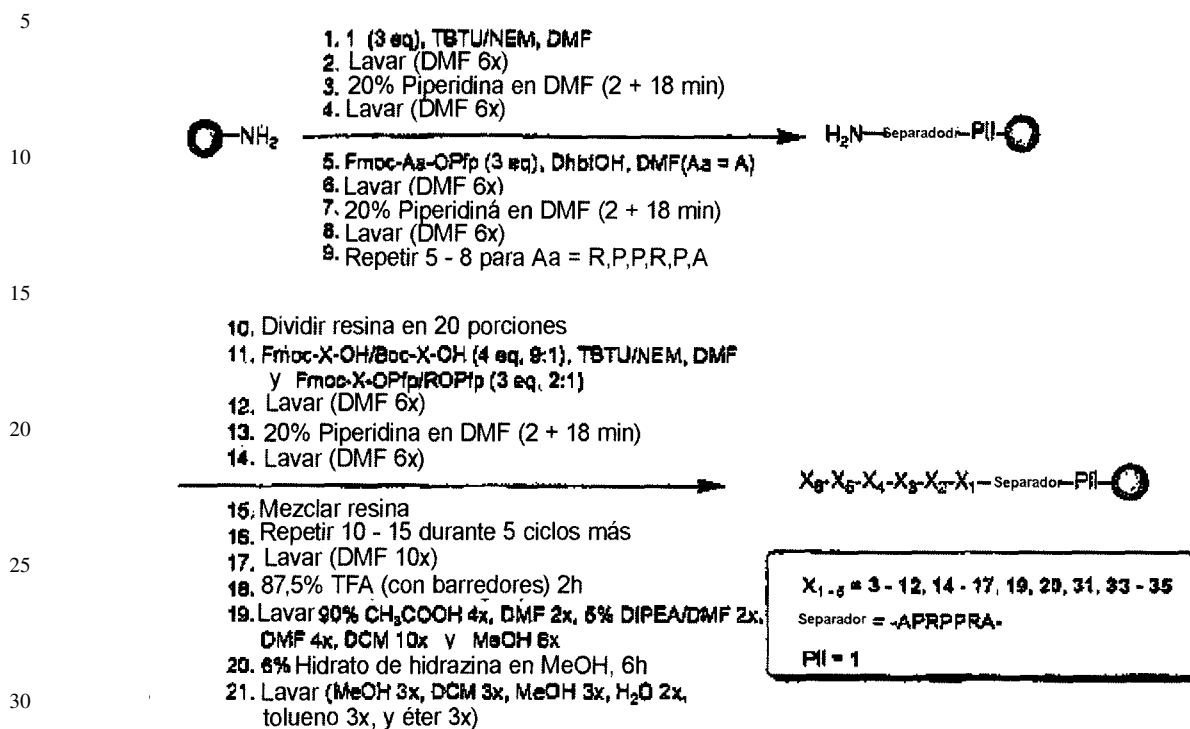 5
1. 1 (3 eq), TBTU/NEM, DMF
2. Lavar (DMF 6x)
3. 20% Piperidina en DMF (2 + 18 min)
4. Lavar (DMF 6x)
NH2
H2N-Separador-Pll-
10
5. Fmoc-Aa-OPfp (3 eq), DhbtOH, DMF(Aa = A)
6. Lavar (DMF 6x)
7. 20% Piperidiná en DMF (2 + 18 min)
8. Lavar (DMF 6x)
9. Repetir 5 - 8 para Aa = R,P,P,R,P,A
15
10. Dividir resina en 20 porciones
11. Fmoc-X-OH/Boc-X-OH (4 eq, 9:1), TBTU/NEM, DMF
y Fmoc-X-OPfp/ROPfp (3 eq, 2:1)
12. Lavar (DMF 6x)
20
13. 20% Piperidina en DMF (2 + 18 min)
14. Lavar (DMF 6x)
X6-X5-X4-X3-X2-X1-Separador-Pll-
15. Mezclar resina
16. Repetir 10 - 15 durante 5 ciclos más
25
17. Lavar (DMF 10x)
18. 87,5% TFA (con barredores) 2h
19. Lavar 90% CH3COOH 4x, DMF 2x, 5% DIPEA/DMF 2x,
DMF 4x, DCM 10x y MeOH 6x
20. 6% Hidrato de hidrazina en MeOH, 6h
30
21. Lavar (MeOH 3x, DCM 3x, MeOH 3x, H2O 2x,
tolueno 3x, y éter 3x)
X1-6 = 3 - 12, 14 - 17, 19, 20, 31, 33 - 35
Separador = -APRPPRA-
Pll = 1